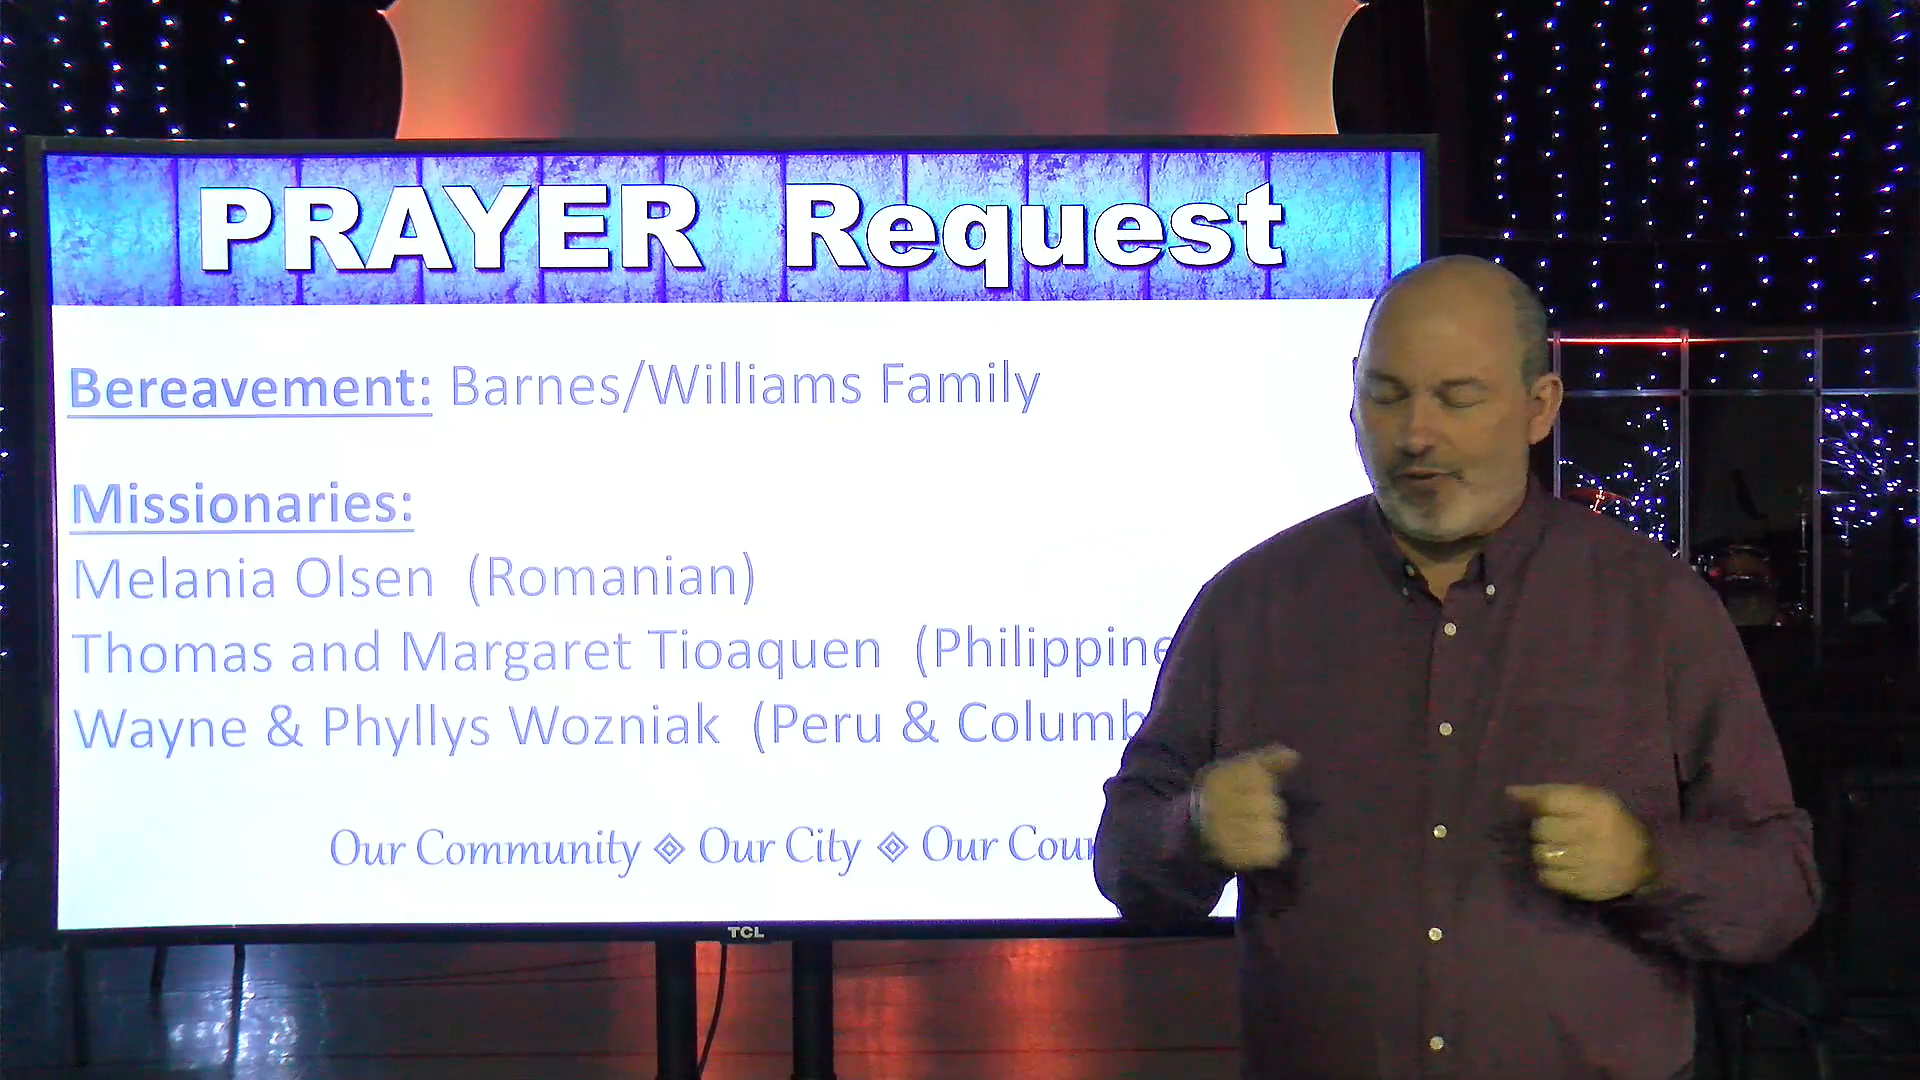 PRAYER Request
Bereavement: Barnes/Williams Family
Missionaries:
Melania Olsen (Romanian)
Thomas and Margaret Tioaquen (Philippine
Wayne & Phyllys Wozniak (Peru & Columb
Our Community ◈ Our City ◈ Our Coun
TCL